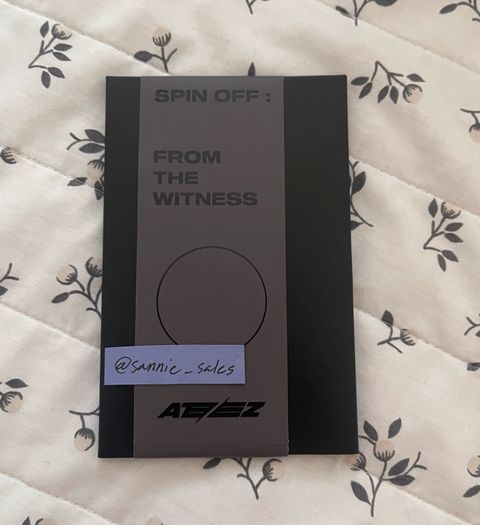 SPIN OFF :
FROM
THE
WITNESS
@sannie_sales
ATEEZ